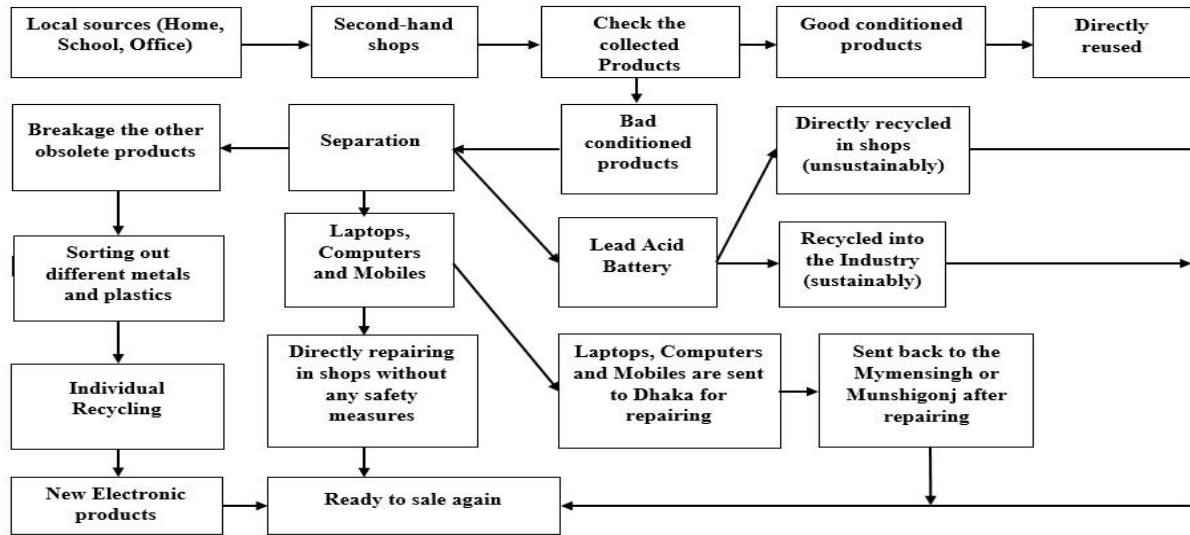 Local sources (Home,
School, Office)
Second-hand
shops
Check the
collected
Products
Good conditioned
products
Directly
reused
Breakage the other
obsolete products
Separation
Bad
conditioned
products
Directly recycled
in shops
(unsustainably)
Sorting out
different metals
and plastics
Laptops,
Computers
and Mobiles
Lead Acid
Battery
Recycled into
the Industry
(sustainably)
Individual
Recycling
Directly repairing
in shops without
any safety
measures
Laptops, Computers
and Mobiles are sent
to Dhaka for
repairing
Sent back to the
Mymensingh or
Munshigonj after
repairing
New Electronic
products
Ready to sale again